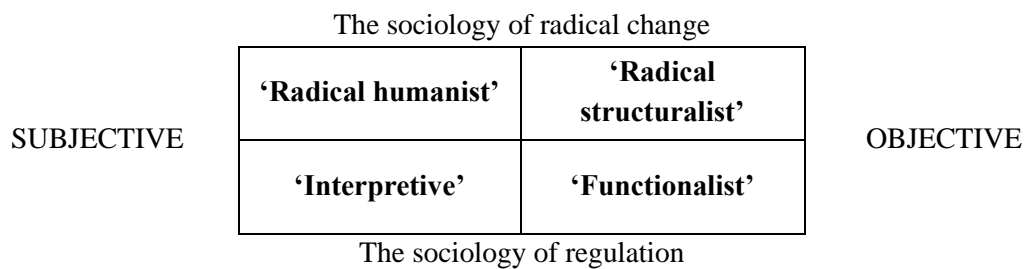 The sociology of radical change
‘Radical humanist’
‘Radical
structuralist’
SUBJECTIVE
OBJECTIVE
‘Interpretive’
‘Functionalist’
The sociology of regulation